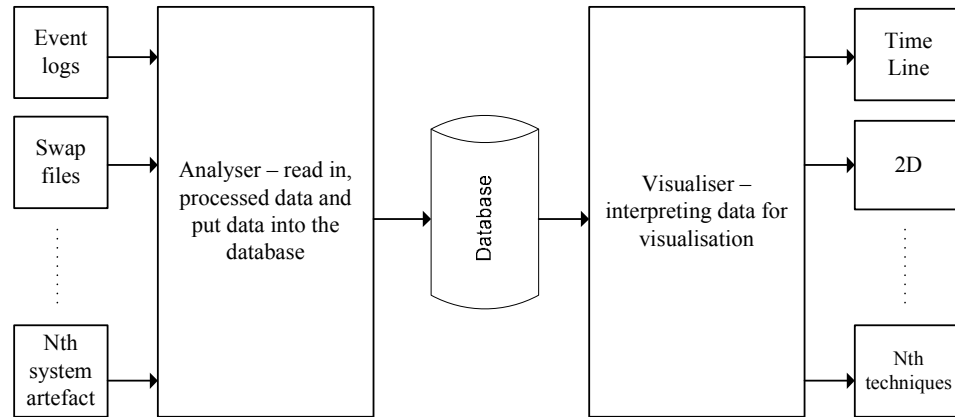 Event
logs
Swap
files
Nth
system
artefact
Analyser – read in,
processed data and
put data into the
database
Database
Visualiser –
interpreting data for
visualisation
Time
Line
2D
Nth
techniques